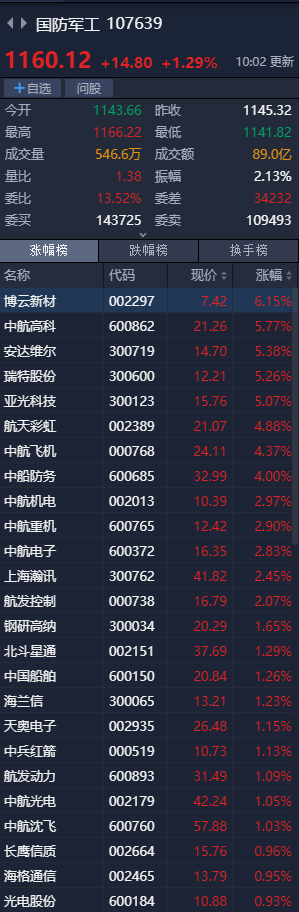 国防军工 107639
1160.12 +14.80 +1.29% 10:02 更新
+自选 问股
今开 1143.66 昨收 1145.32
最高 1166.22 最低 1141.82
成交量 546.6万 成交额 89.0亿
量比 1.38 振幅 2.13%
委比 13.52% 委差 34232
委买 143725 委卖 109493
涨幅榜 跌幅榜 换手榜
名称 代码 现价 涨幅
博云新材 002297 7.42 6.15%
中航高科 600862 21.26 5.77%
安达维尔 300719 14.70 5.38%
瑞特股份 300600 12.21 5.26%
亚光科技 300123 15.76 5.07%
航天彩虹 002389 21.07 4.88%
中航飞机 000768 24.11 4.37%
中船防务 600685 32.99 4.00%
中航机电 002013 10.39 2.97%
中航重机 600765 12.42 2.90%
中航电子 600372 16.35 2.83%
上海瀚讯 300762 41.82 2.45%
航发控制 000738 16.79 2.07%
钢研高纳 300034 20.29 1.65%
北斗星通 002151 37.69 1.29%
中国船舶 600150 20.84 1.26%
海兰信 300065 13.21 1.23%
天奥电子 002935 26.48 1.15%
中兵红箭 000519 10.73 1.13%
航发动力 600893 31.49 1.09%
中航光电 002179 42.24 1.05%
中航沈飞 600760 57.88 1.03%
长鹰信质 002664 15.76 0.96%
海格通信 002465 13.79 0.95%
光电股份 600184 10.88 0.93%